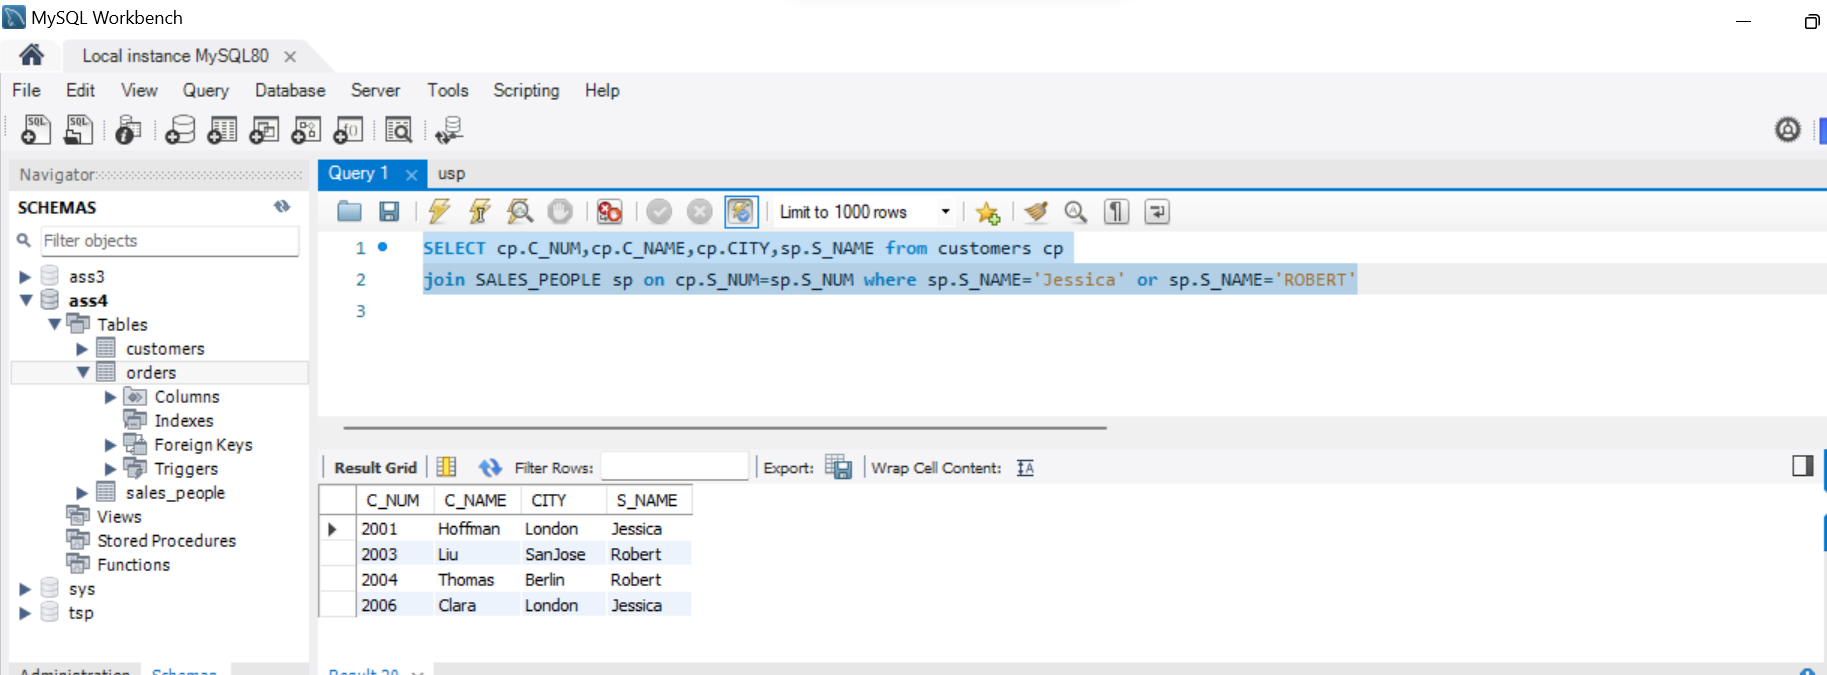 MySQL Workbench
Local instance MySQL80
File Edit View Query Database Server Tools Scripting Help
Navigator
SCHEMAS
Filter objects
ass3
ass4
Tables
customers
orders
Columns
Indexes
Foreign Keys
Triggers
sales_people
Views
Stored Procedures
Functions
sys
tsp
Administration Schemas
Query 1 usp
Limit to 1000 rows
1 SELECT cp.C_NUM,cp.C_NAME,cp.CITY,sp.S_NAME from customers cp
2 join SALES_PEOPLE sp on cp.S_NUM=sp.S_NUM where sp.S_NAME='Jessica' or sp.S_NAME='ROBERT'
3
Result Grid Filter Rows: Export: Wrap Cell Content:
C_NUM C_NAME CITY S_NAME
2001 Hoffman London Jessica
2003 Liu SanJose Robert
2004 Thomas Berlin Robert
2006 Clara London Jessica
Result